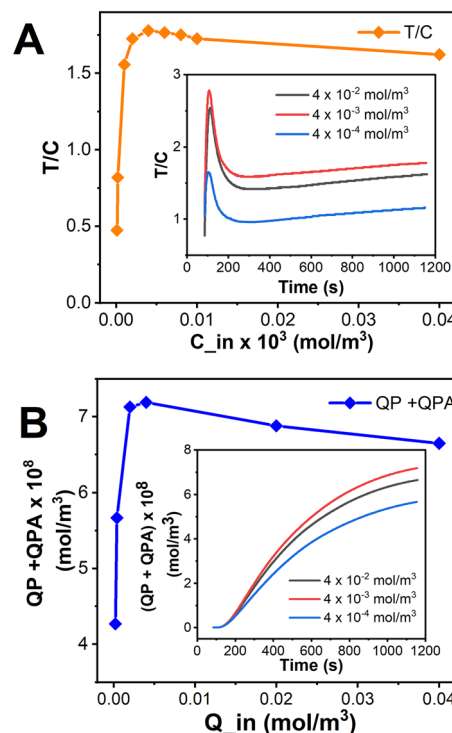 A
T/C
T/C
1.5
1.0
0.5
0.0
0.00
0.01
0.02
0.03
0.04
C_in x 10³ (mol/m³)
T/C
3
2
1
4 x 10⁻² mol/m³
4 x 10⁻³ mol/m³
4 x 10⁻⁴ mol/m³
0 200 400 600 800 1000 1200
Time (s)
B
QP +QPA
QP +QPA x 10⁸
(mol/m³)
7
6
5
4
0.00
0.01
0.02
0.03
0.04
Q_in (mol/m³)
(QP + QPA) x 10⁸
(mol/m³)
8
6
4
2
0
4 x 10⁻² mol/m³
4 x 10⁻³ mol/m³
4 x 10⁻⁴ mol/m³
0 200 400 600 800 1000 1200
Time (s)